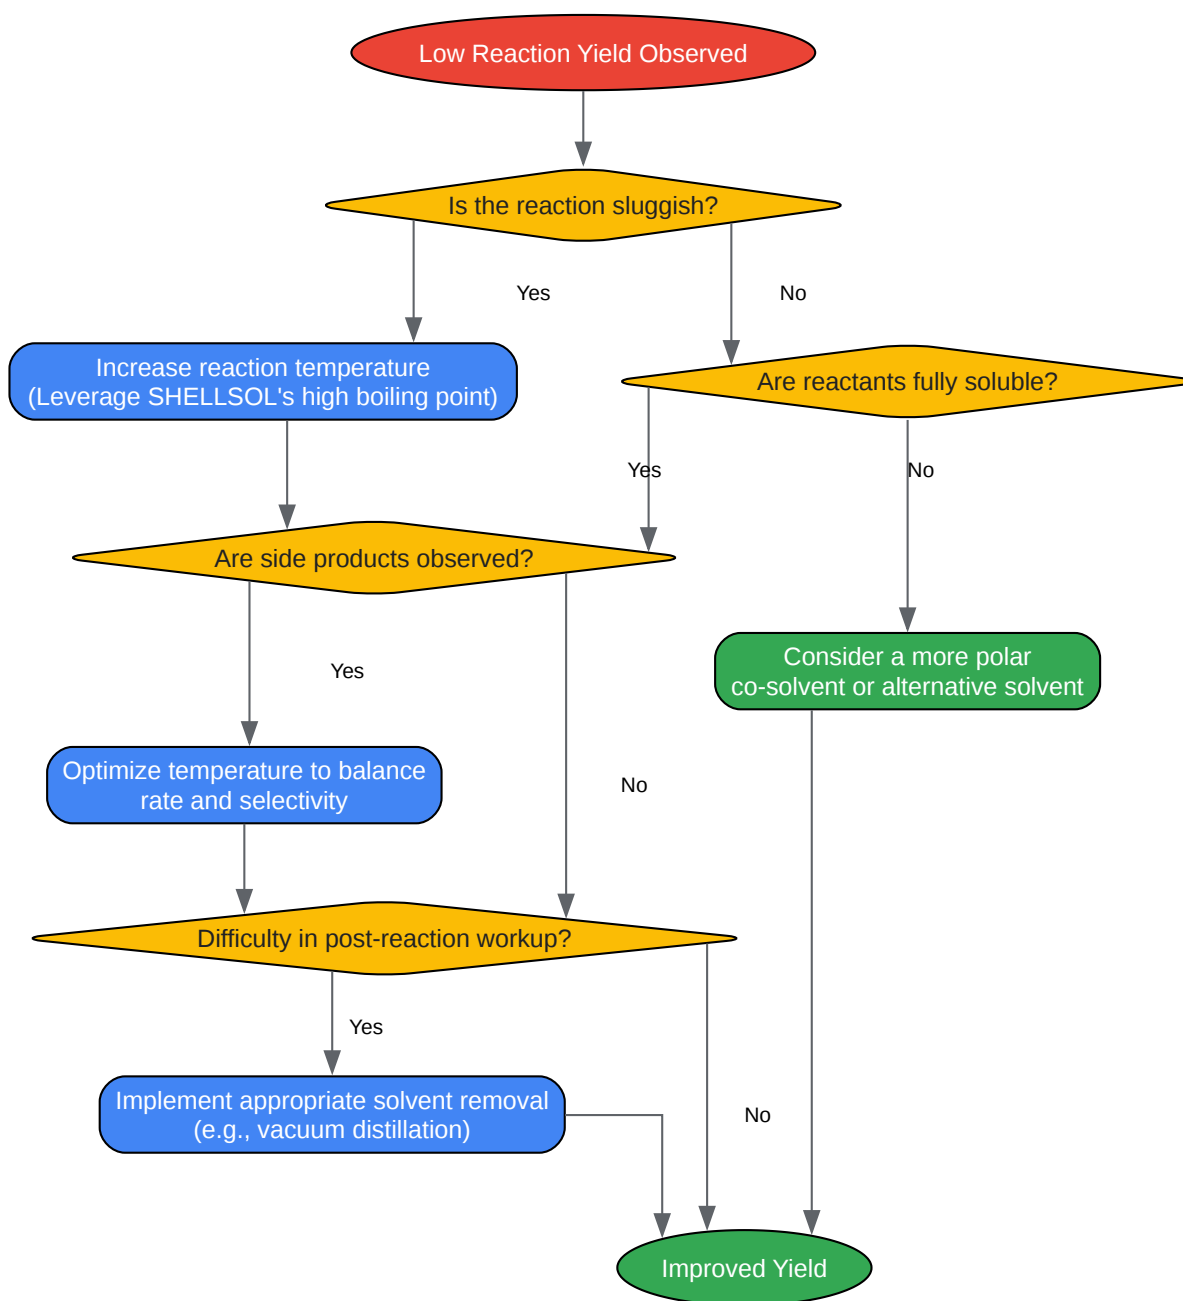 Low Reaction Yield Observed
Is the reaction sluggish?
Yes
No
Increase reaction temperature
(Leverage SHELLSOL's high boiling point)
Are reactants fully soluble?
Yes
No
Are side products observed?
Consider a more polar
co-solvent or alternative solvent
Yes
Optimize temperature to balance
rate and selectivity
No
Difficulty in post-reaction workup?
Yes
Implement appropriate solvent removal
(e.g., vacuum distillation)
No
Improved Yield